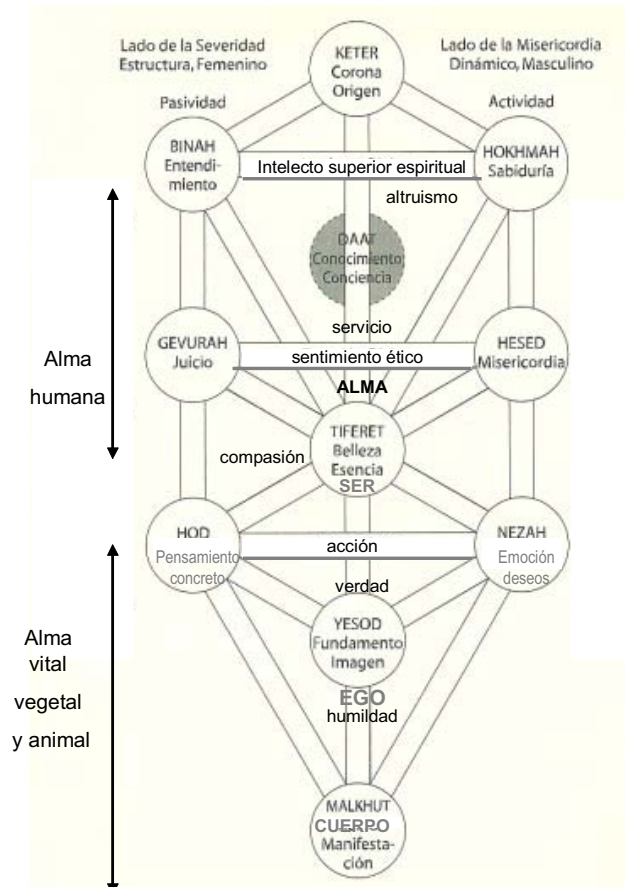 Lado de la Severidad
Estructura, Femenino
KETER
Corona
Origen
Lado de la Misericordia
Dinámico, Masculino
Pasividad
Actividad
BINAH
Entendi-
miento
Intelecto superior espiritual
HOKHMAH
Sabiduría
altruismo
DAAT
Conocimiento
Conciencia
servicio
GEVURAH
Juicio
sentimiento ético
HESED
Misericordia
Alma
humana
ALMA
TIFERET
Belleza
Esencia
SER
compasión
HOD
Pensamiento
concreto
acción
NEZAH
Emoción
deseos
verdad
YESOD
Fundamento
Imagen
Alma
vital
vegetal
y animal
EGO
humildad
MALKHUT
CUERPO
Manifesta-
ción